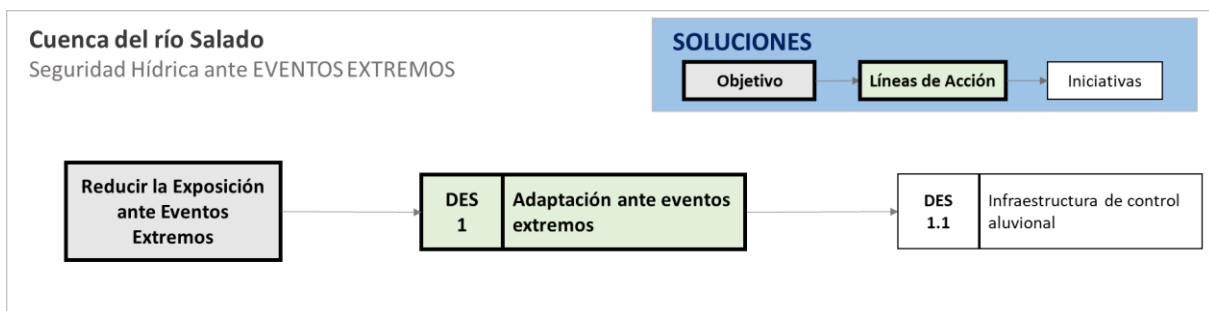 Cuenca del río Salado
Seguridad Hídrica ante EVENTOS EXTREMOS
SOLUCIONES
Objetivo
Líneas de Acción
Iniciativas
Reducir la Exposición
ante Eventos
Extremos
DES
1
Adaptación ante eventos
extremos
DES
1.1
Infraestructura de control
aluvional